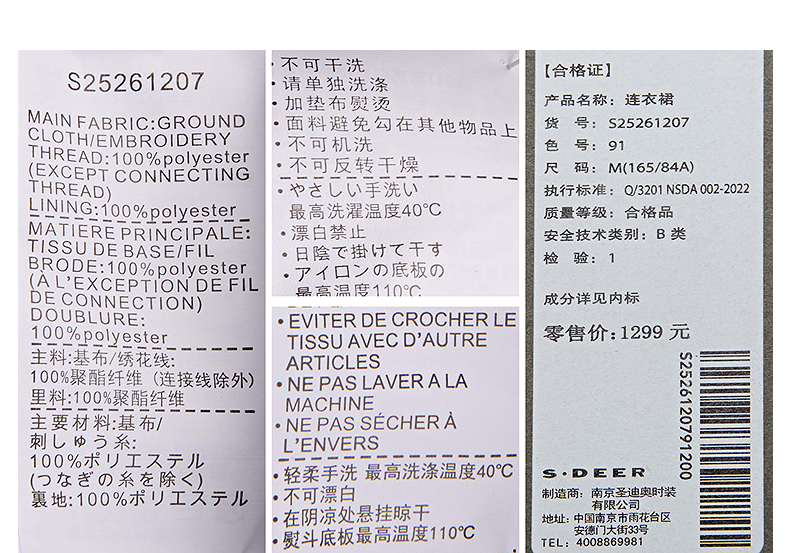 S25261207
MAIN FABRIC:GROUND
CLOTH/EMBROIDERY
THREAD:100%polyester
(EXCEPT CONNECTING
THREAD)
LINING:100%polyester
MATIERE PRINCIPALE:
TISSU DE BASE/FIL
BRODE:100%polyester
(À L'EXCEPTION DE FIL
DE CONNECTION)
DOUBLURE:
100%polyester
主料:基布/绣花线:
100%聚酯纤维（连接线除外)
里料:100%聚酯纤维
主要材料:基布/
刺しゅう糸:
100%ポリエステル
(つなぎの糸を除く)
裏地:100%ポリエステル
·不可干洗
·请单独洗涤
·加垫布熨烫
·面料避免勾在其他物品上
·不可机洗
·不可反转干燥
·やさしい手洗い
最高洗濯温度40℃
·漂白禁止
·日陰で掛けて干す
·アイロンの底板の
最高温度110℃
·EVITER DE CROCHER LE
TISSU AVEC D'AUTRE
ARTICLES
·NE PAS LAVER A LA
MACHINE
·NE PAS SÉCHER À
L'ENVERS
·轻柔手洗 最高洗涤温度40℃
·不可漂白
·在阴凉处悬挂晾干
·熨斗底板最高温度110℃
【合格证】
产品名称: 连衣裙
货 号: S25261207
色 号: 91
尺 码: M(165/84A)
执行标准: Q/3201 NSDA 002-2022
质量等级: 合格品
安全技术类别: B 类
检 验: 1
成分详见内标
零售价: 1299 元
S2526120791200
S·DEER
制造商: 南京圣迪奥时装
有限公司
地址: 中国南京市雨花台区
安德门大街33号
TEL: 4008869981